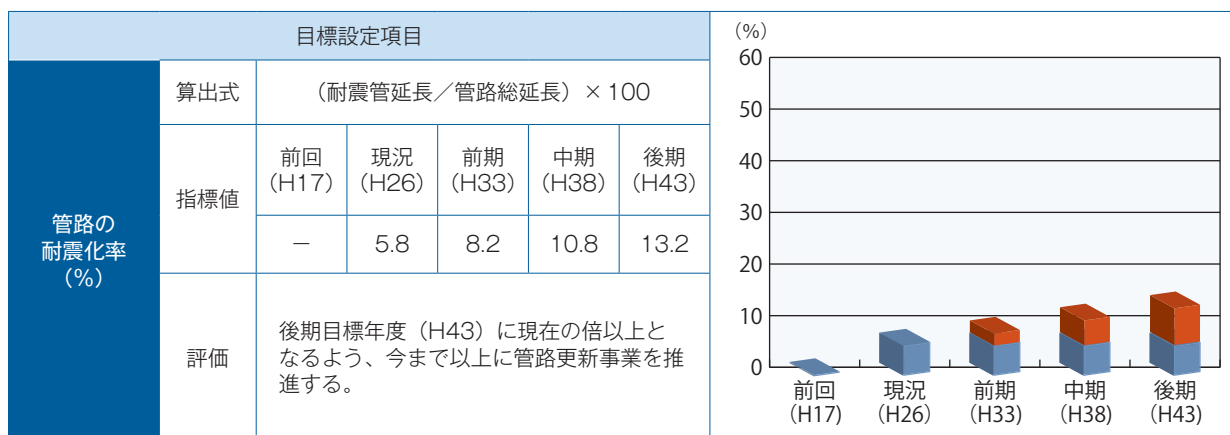 目標設定項目
管路の
耐震化率
（%）
算出式
（耐震管延長／管路総延長）×100
指標値
前回
（H17）
現況
（H26）
前期
（H33）
中期
（H38）
後期
（H43）
−
5.8
8.2
10.8
13.2
評価
後期目標年度（H43）に現在の倍以上と
なるよう、今まで以上に管路更新事業を推
進する。
（%）
60
50
40
30
20
10
0
前回
（H17）
現況
（H26）
前期
（H33）
中期
（H38）
後期
（H43）